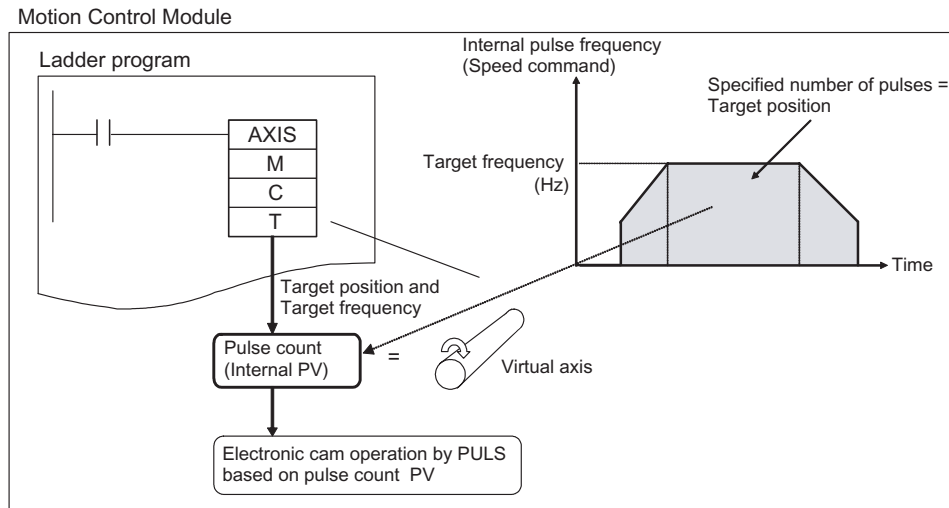 Motion Control Module
Ladder program
AXIS
M
C
T
Target position and
Target frequency
Pulse count
(Internal PV)
=
Virtual axis
Electronic cam operation by PULS
based on pulse count PV
Internal pulse frequency
(Speed command)
Specified number of pulses =
Target position
Target frequency
(Hz)
Time